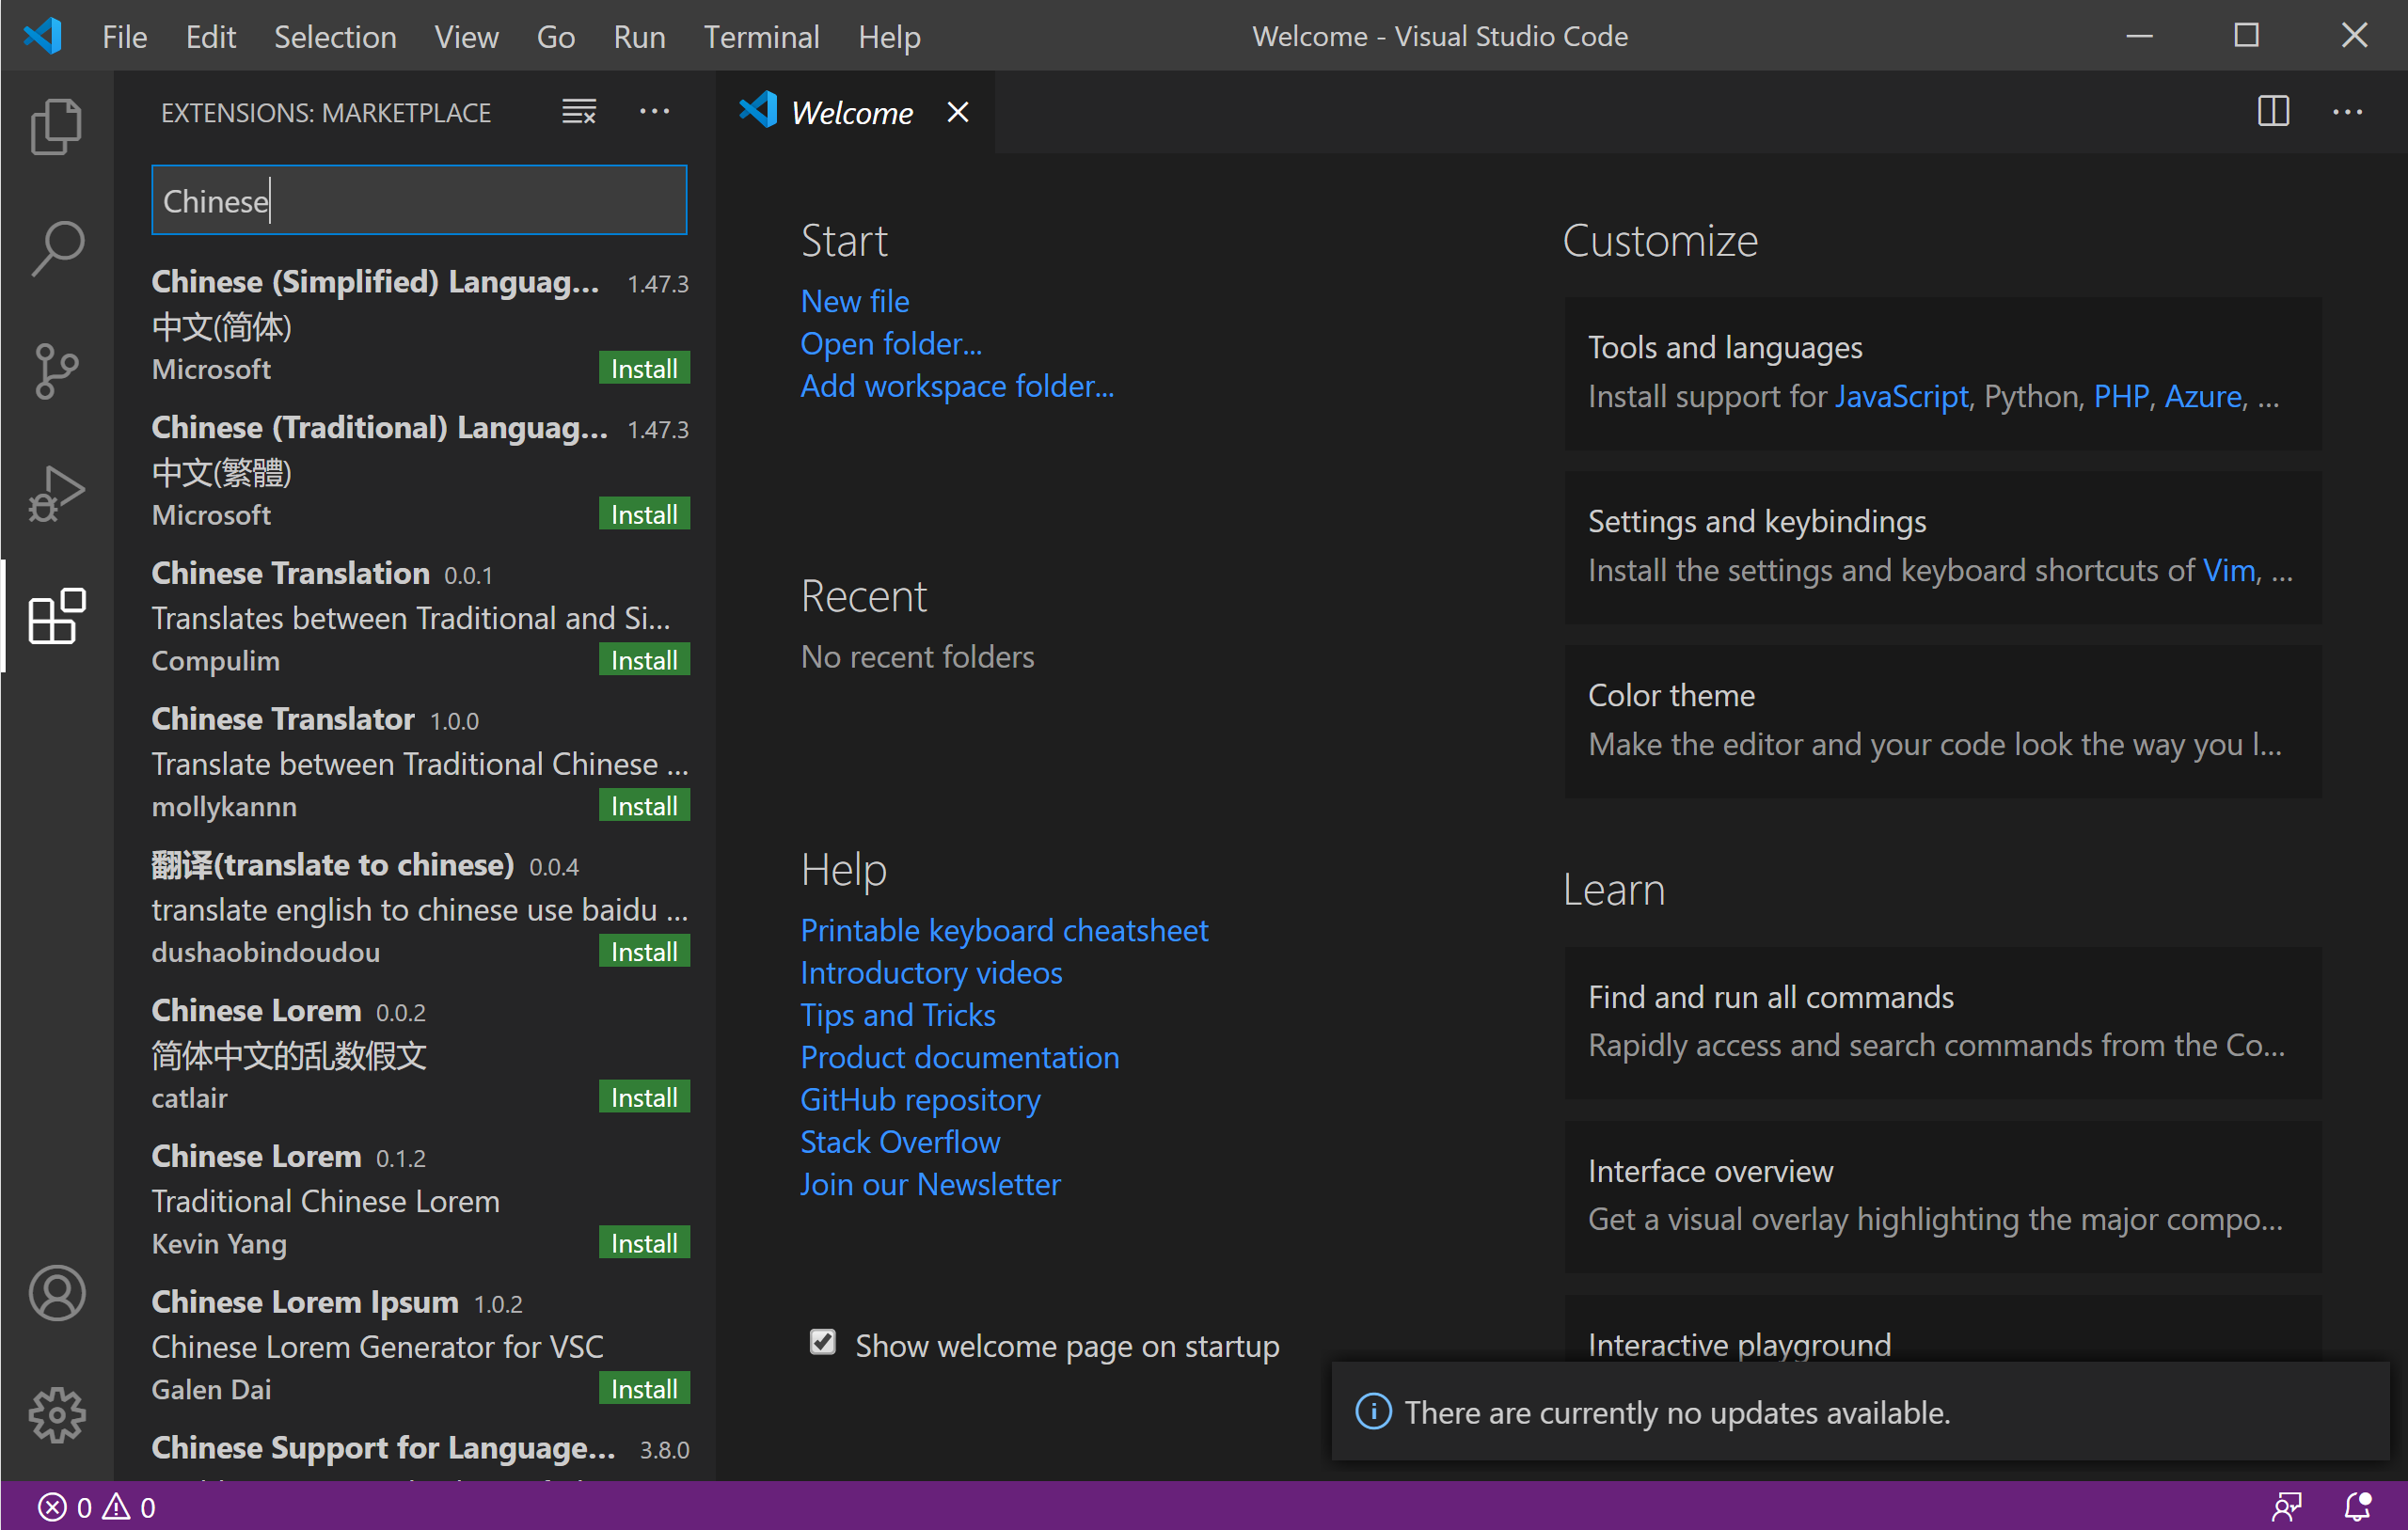 File Edit Selection View Go Run Terminal Help Welcome - Visual Studio Code
EXTENSIONS: MARKETPLACE
Chinese
Chinese (Simplified) Languag... 1.47.3
中文(简体)
Microsoft Install
Chinese (Traditional) Languag... 1.47.3
中文(繁體)
Microsoft Install
Chinese Translation 0.0.1
Translates between Traditional and Si...
Compulim Install
Chinese Translator 1.0.0
Translate between Traditional Chinese ...
mollykannn Install
翻译(translate to chinese) 0.0.4
translate english to chinese use baidu ...
dushaobindoudou Install
Chinese Lorem 0.0.2
简体中文的乱数假文
catlair Install
Chinese Lorem 0.1.2
Traditional Chinese Lorem
Kevin Yang Install
Chinese Lorem Ipsum 1.0.2
Chinese Lorem Generator for VSC
Galen Dai Install
Chinese Support for Language... 3.8.0
Welcome
Start
New file
Open folder...
Add workspace folder...
Recent
No recent folders
Help
Printable keyboard cheatsheet
Introductory videos
Tips and Tricks
Product documentation
GitHub repository
Stack Overflow
Join our Newsletter
Show welcome page on startup
Customize
Tools and languages
Install support for JavaScript, Python, PHP, Azure, ...
Settings and keybindings
Install the settings and keyboard shortcuts of Vim, ...
Color theme
Make the editor and your code look the way you l...
Learn
Find and run all commands
Rapidly access and search commands from the Co...
Interface overview
Get a visual overlay highlighting the major compo...
Interactive playground
There are currently no updates available.
0 0